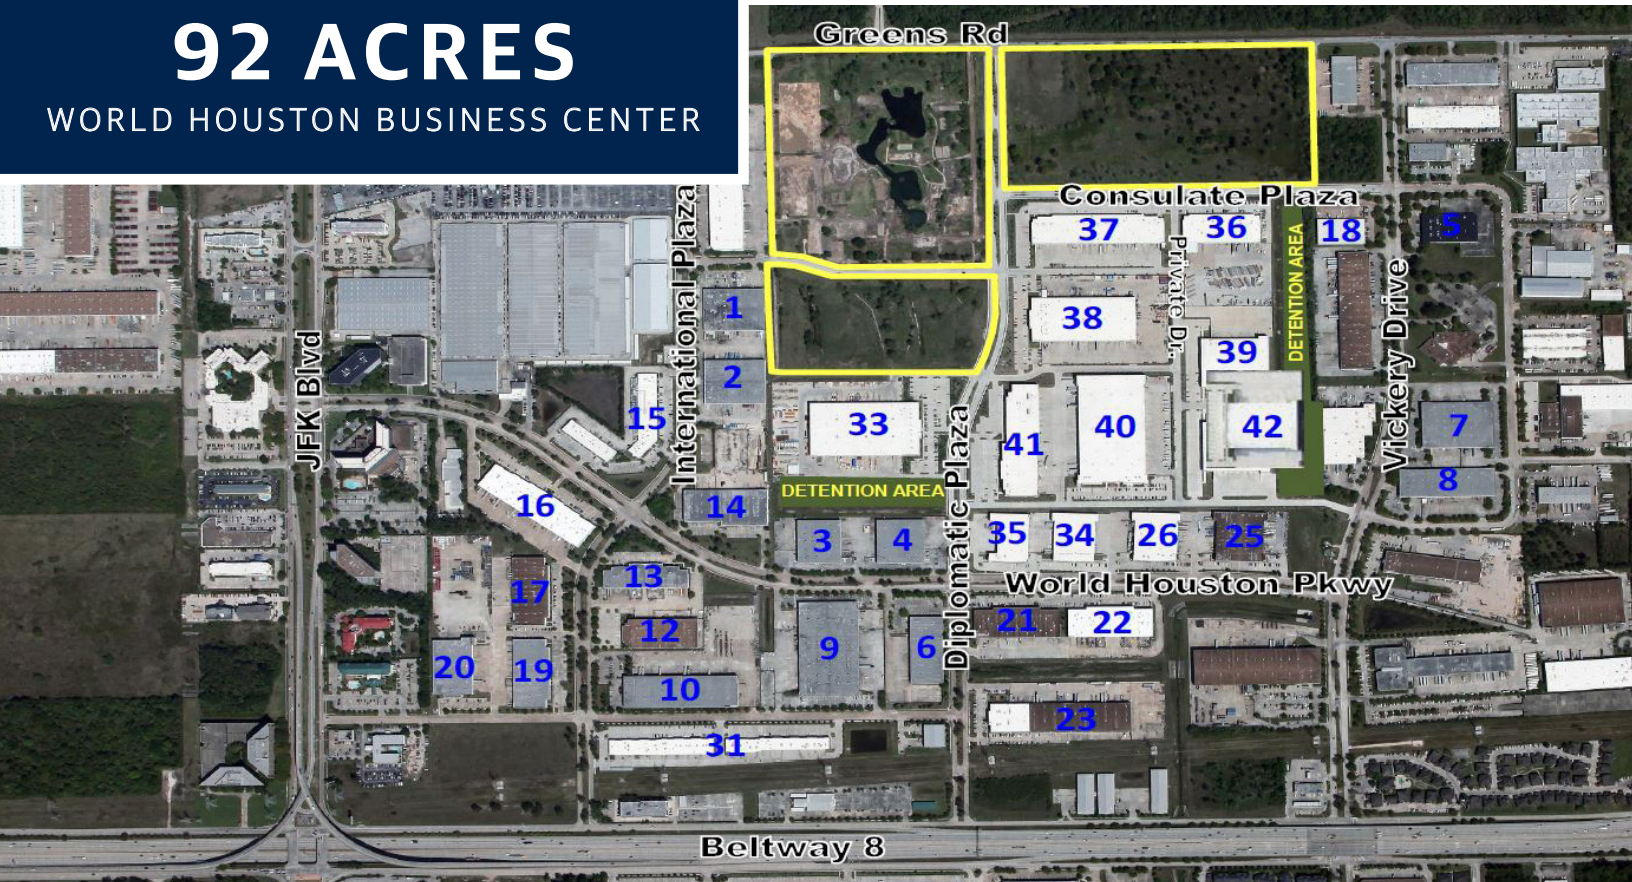 92 ACRES
WORLD HOUSTON BUSINESS CENTER
Greens Rd
Consulate Plaza
37
36
18
5
DETENTION AREA
Private Dr.
International Plaza
Vickery Drive
1
38
39
JFK Blvd
2
15
33
41
40
42
7
8
Diplomatic Plaza
DETENTION AREA
16
14
3
4
35
34
26
25
World Houston Pkwy
13
17
12
21
22
9
6
20
19
10
23
31
Beltway 8